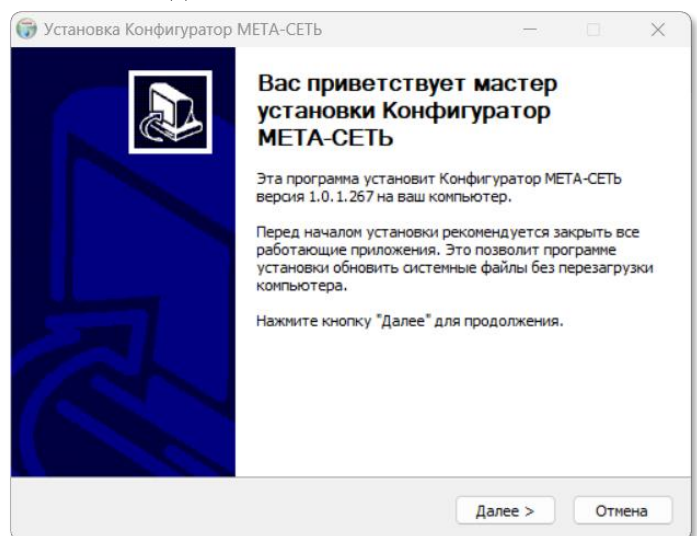 Установка Конфигуратор МЕТА-СЕТЬ
Вас приветствует мастер
установки Конфигуратор
МЕТА-СЕТЬ
Эта программа установит Конфигуратор МЕТА-СЕТЬ
версия 1.0.1.267 на ваш компьютер.
Перед началом установки рекомендуется закрыть все
работающие приложения. Это позволит программе
установки обновить системные файлы без перезагрузки
компьютера.
Нажмите кнопку "Далее" для продолжения.
Далее >
Отмена